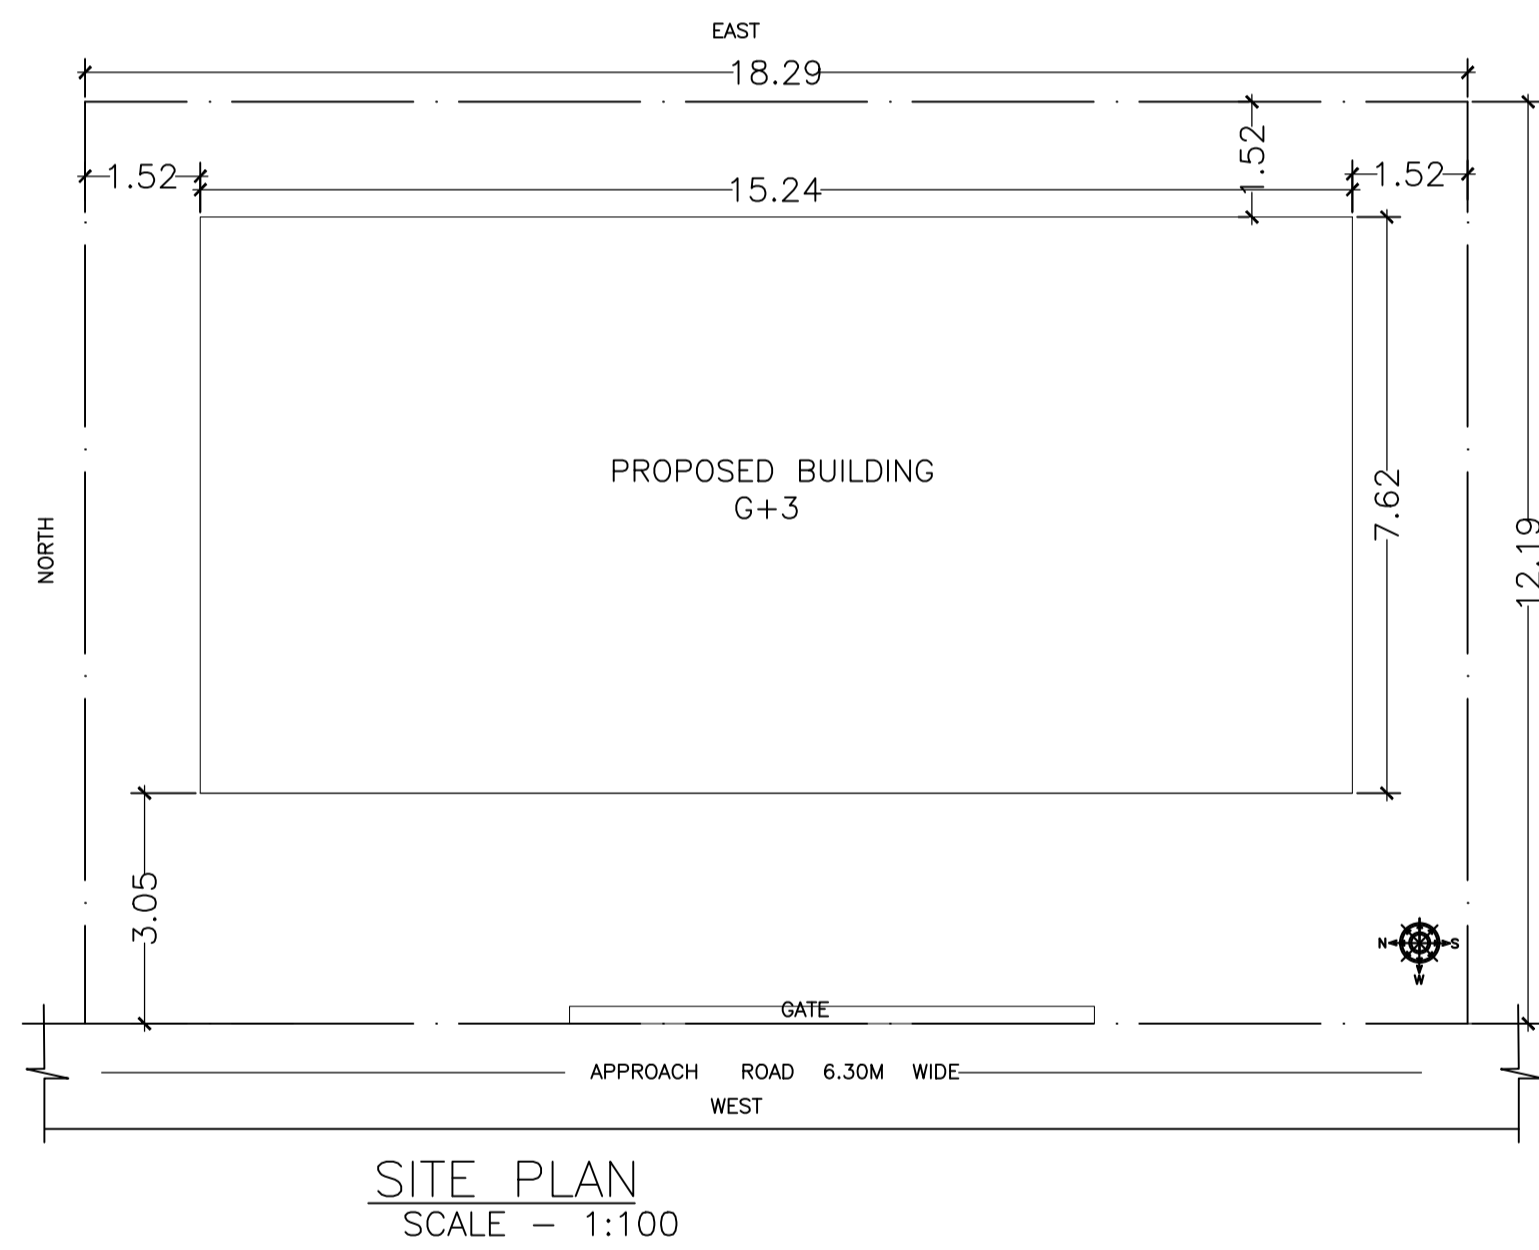 EAST
18.29
1.52
1.52
1.52
15.24
PROPOSED BUILDING
G+3
7.62
12.19
NORTH
3.05
N S
W
GATE
APPROACH ROAD 6.30M WIDE
WEST
SITE PLAN
SCALE - 1:100